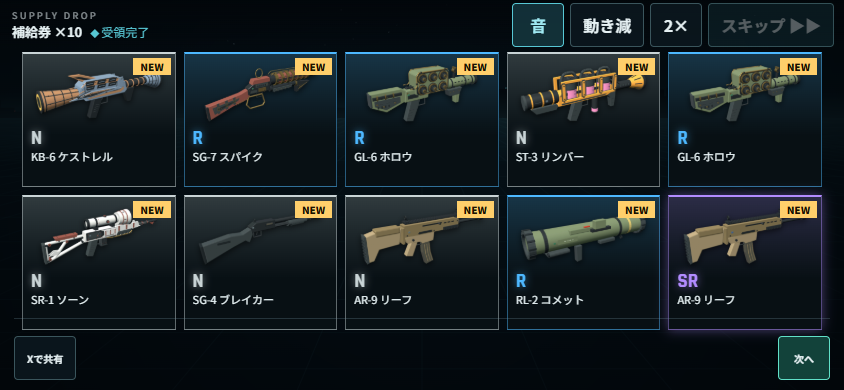 SUPPLY DROP
補給券 ×10 ◆受領完了
音 動き減 2× スキップ ▶▶
NEW NEW NEW NEW NEW
N R R N R
KB-6 ケストレル SG-7 スパイク GL-6 ホロウ ST-3 リンバー GL-6 ホロウ
NEW NEW NEW NEW NEW
N N N R SR
SR-1 ソーン SG-4 ブレイカー AR-9 リーフ RL-2 コメット AR-9 リーフ
Xで共有 次へ